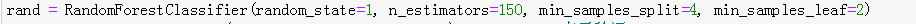 rand = RandomForestClassifier(random_state=1, n_estimators=150, min_samples_split=4, min_samples_leaf=2)